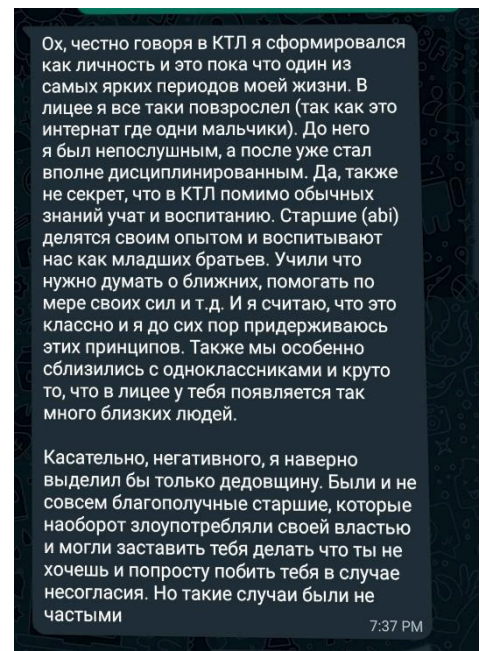 Ох, честно говоря в КТЛ я сформировался
как личность и это пока что один из
самых ярких периодов моей жизни. В
лицее я все таки повзрослел (так как это
интернат где одни мальчики). До него
я был непослушным, а после уже стал
вполне дисциплинированным. Да, также
не секрет, что в КТЛ помимо обычных
знаний учат и воспитанию. Старшие (abi)
делятся своим опытом и воспитывают
нас как младших братьев. Учили что
нужно думать о ближних, помогать по
мере своих сил и т.д. И я считаю, что это
классно и я до сих пор придерживаюсь
этих принципов. Также мы особенно
сблизились с одноклассниками и круто
то, что в лицее у тебя появляется так
много близких людей.

Касательно, негативного, я наверно
выделил бы только дедовщину. Были и не
совсем благополучные старшие, которые
наоборот злоупотребляли своей властью
и могли заставить тебя делать что ты не
хочешь и попросту побить тебя в случае
несогласия. Но такие случаи были не
частыми
7:37 PM